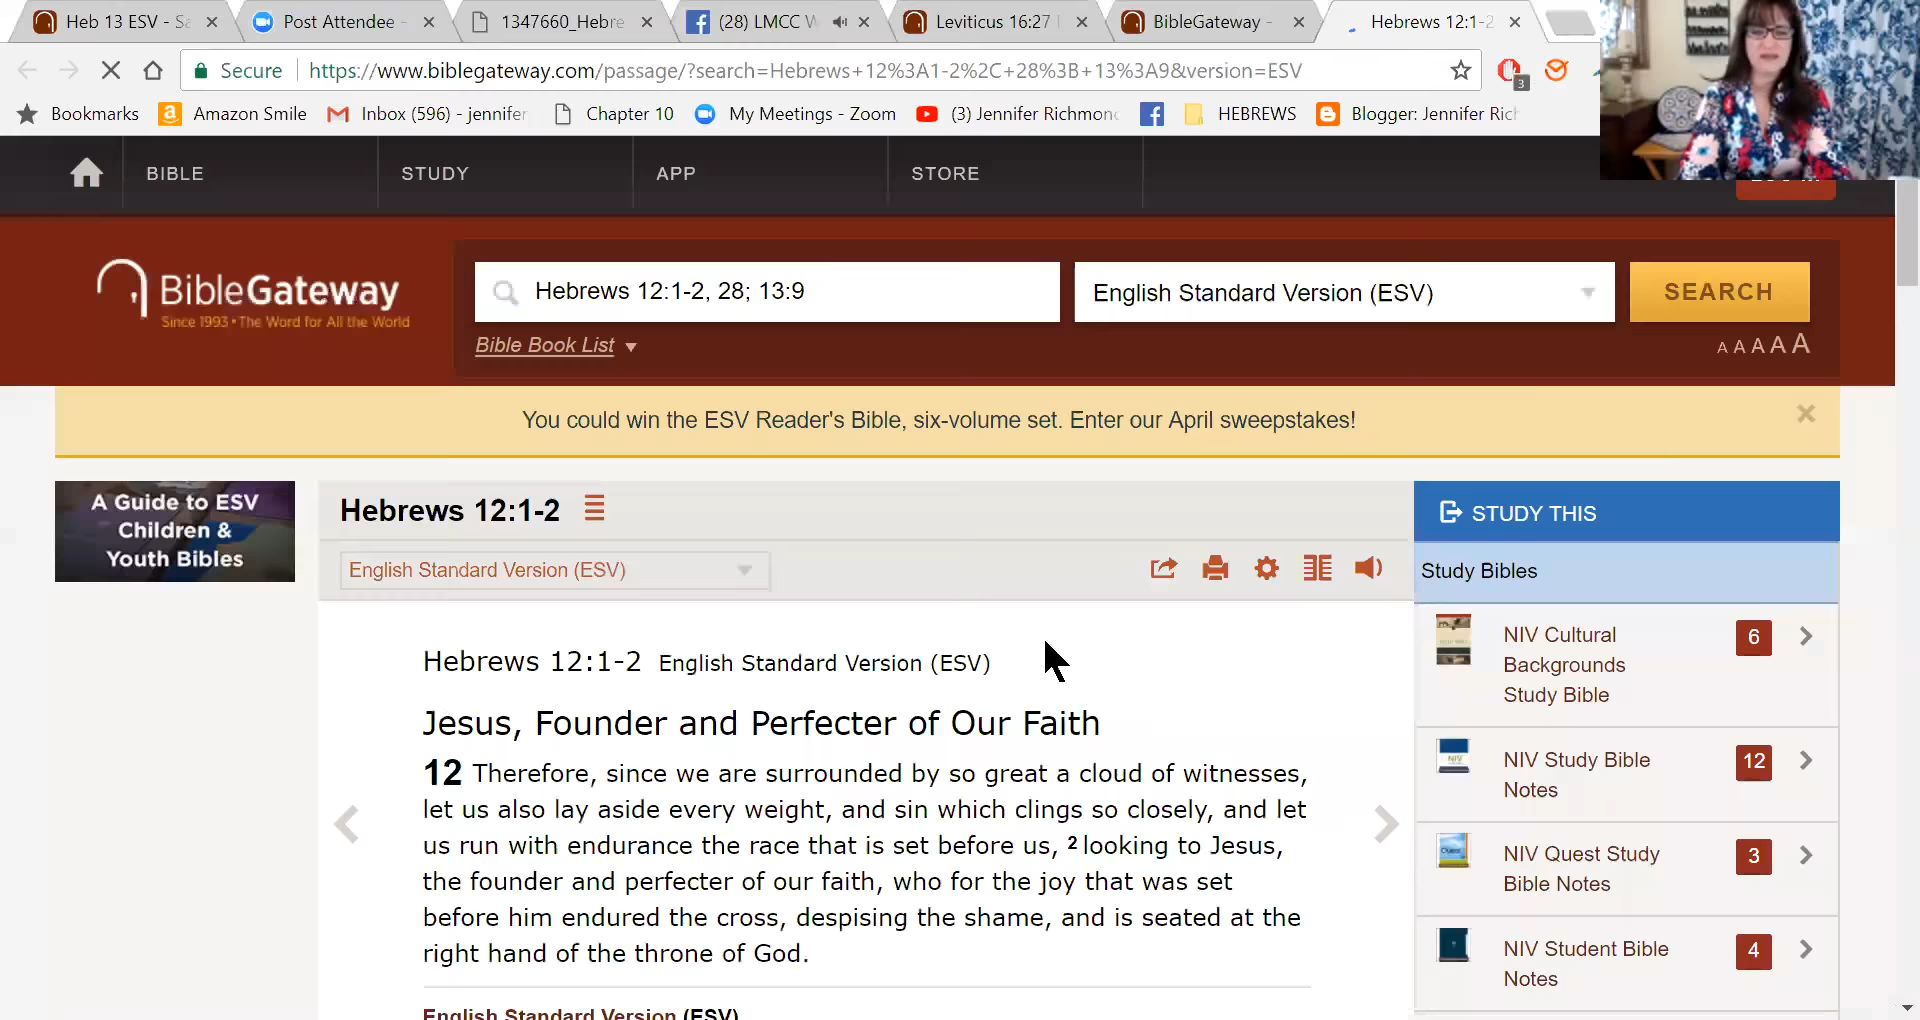 Heb 13 ESV - Sa
Post Attendee -
1347660_Hebre
(28) LMCC W
Leviticus 16:27
BibleGateway -
Hebrews 12:1-2
Secure
https://www.biblegateway.com/passage/?search=Hebrews+12%3A1-2%2C+28%3B+13%3A9&version=ESV
3
Bookmarks
Amazon Smile
Inbox (596) - jennifer
Chapter 10
My Meetings - Zoom
(3) Jennifer Richmon
HEBREWS
Blogger: Jennifer Rich
BIBLE
STUDY
APP
STORE
BibleGateway
Since 1993 • The Word for All the World
Hebrews 12:1-2, 28; 13:9
English Standard Version (ESV)
SEARCH
Bible Book List
A A A A A
You could win the ESV Reader's Bible, six-volume set. Enter our April sweepstakes!
A Guide to ESV
Children &
Youth Bibles
Hebrews 12:1-2
English Standard Version (ESV)
Hebrews 12:1-2 English Standard Version (ESV)
Jesus, Founder and Perfecter of Our Faith
12 Therefore, since we are surrounded by so great a cloud of witnesses,
let us also lay aside every weight, and sin which clings so closely, and let
us run with endurance the race that is set before us, 2 looking to Jesus,
the founder and perfecter of our faith, who for the joy that was set
before him endured the cross, despising the shame, and is seated at the
right hand of the throne of God.
English Standard Version (ESV)
STUDY THIS
Study Bibles
NIV Cultural
Backgrounds
Study Bible
6
NIV Study Bible
Notes
12
NIV Quest Study
Bible Notes
3
NIV Student Bible
Notes
4